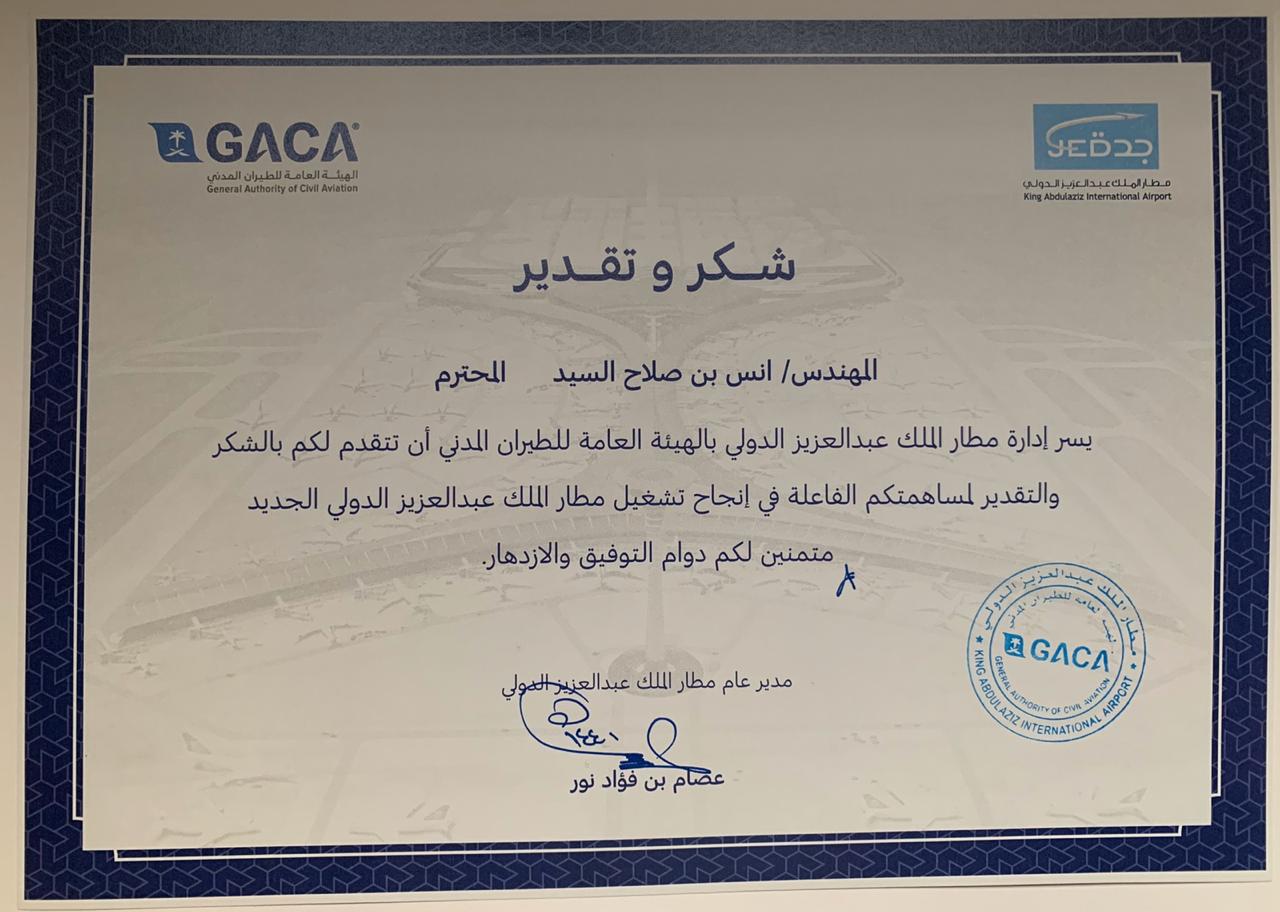 GACA
الهيئة العامة للطيران المدني
General Authority of Civil Aviation
JED جدة
مطار الملك عبدالعزيز الدولي
King Abdulaziz International Airport
شكر و تقدير
المهندس/ انس بن صلاح السيد المحترم
يسر إدارة مطار الملك عبدالعزيز الدولي بالهيئة العامة للطيران المدني أن تتقدم لكم بالشكر
والتقدير لمساهمتكم الفاعلة في إنجاح تشغيل مطار الملك عبدالعزيز الدولي الجديد
متمنين لكم دوام التوفيق والازدهار.
مدير عام مطار الملك عبدالعزيز الدولي
١٤٤١
عصام بن فؤاد نور
مطار الملك عبدالعزيز الدولي
الهيئة العامة للطيران المدني
GACA
GENERAL AUTHORITY OF CIVIL AVIATION
KING ABDULAZIZ INTERNATIONAL AIRPORT